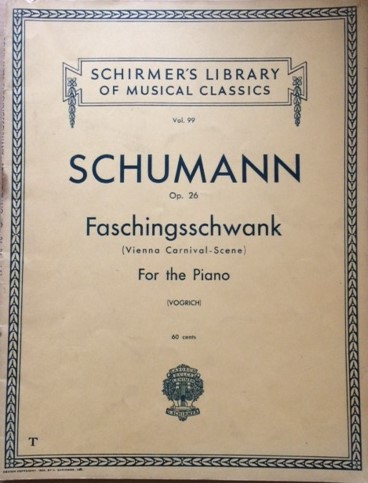 SCHIRMER'S LIBRARY
OF MUSICAL CLASSICS
Vol. 99
SCHUMANN
Op. 26
Faschingsschwank
(Vienna Carnival-Scene)
For the Piano
(VOGRICH)
60 cents
SCHIRMER
T